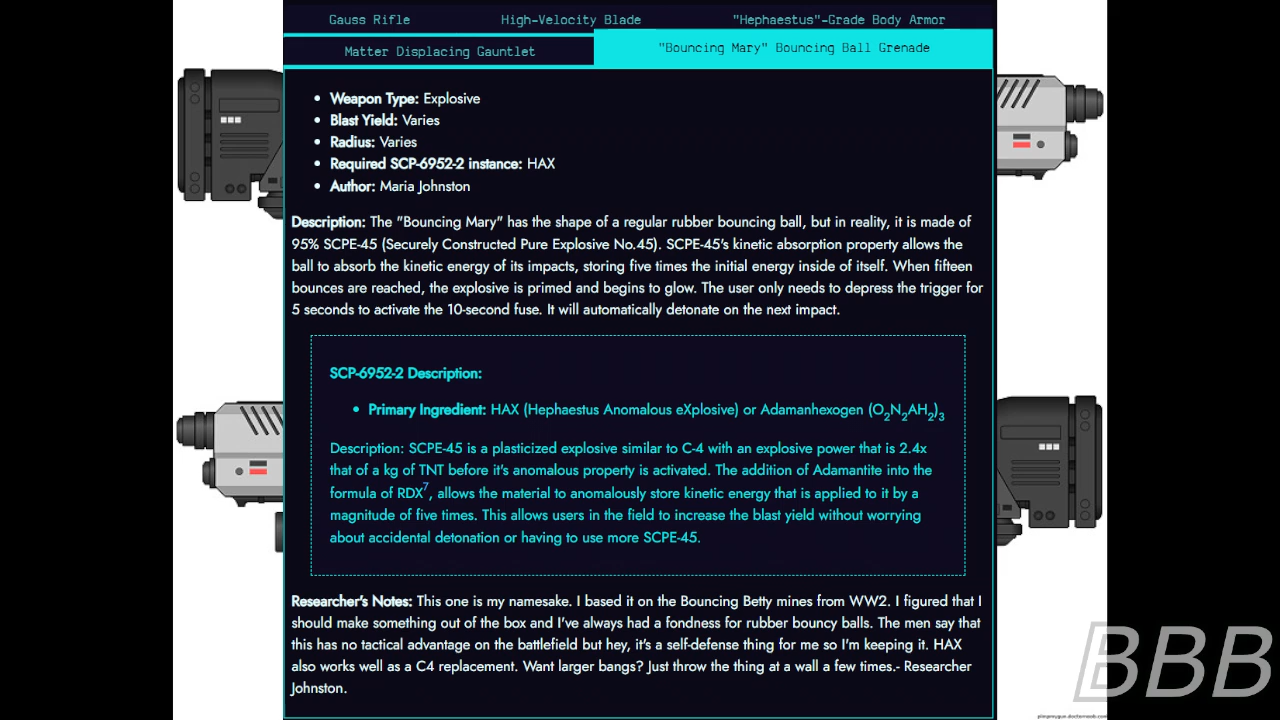 Gauss Rifle
High-Velocity Blade
"Hephaestus"-Grade Body Armor
Matter Displacing Gauntlet
"Bouncing Mary" Bouncing Ball Grenade
• Weapon Type: Explosive
• Blast Yield: Varies
• Radius: Varies
• Required SCP-6952-2 instance: HAX
• Author: Maria Johnston
Description: The "Bouncing Mary" has the shape of a regular rubber bouncing ball, but in reality, it is made of
95% SCPE-45 (Securely Constructed Pure Explosive No.45). SCPE-45's kinetic absorption property allows the
ball to absorb the kinetic energy of its impacts, storing five times the initial energy inside of itself. When fifteen
bounces are reached, the explosive is primed and begins to glow. The user only needs to depress the trigger for
5 seconds to activate the 10-second fuse. It will automatically detonate on the next impact.
SCP-6952-2 Description:
• Primary Ingredient: HAX (Hephaestus Anomalous eXplosive) or Adamanhexogen (O2N2AH2)3
Description: SCPE-45 is a plasticized explosive similar to C-4 with an explosive power that is 2.4x
that of a kg of TNT before it's anomalous property is activated. The addition of Adamantite into the
formula of RDX7, allows the material to anomalously store kinetic energy that is applied to it by a
magnitude of five times. This allows users in the field to increase the blast yield without worrying
about accidental detonation or having to use more SCPE-45.
Researcher's Notes: This one is my namesake. I based it on the Bouncing Betty mines from WW2. I figured that I
should make something out of the box and I've always had a fondness for rubber bouncy balls. The men say that
this has no tactical advantage on the battlefield but hey, it's a self-defense thing for me so I'm keeping it. HAX
also works well as a C4 replacement. Want larger bangs? Just throw the thing at a wall a few times.- Researcher
Johnston.
BBB
pimpmygun.doctornoob.com